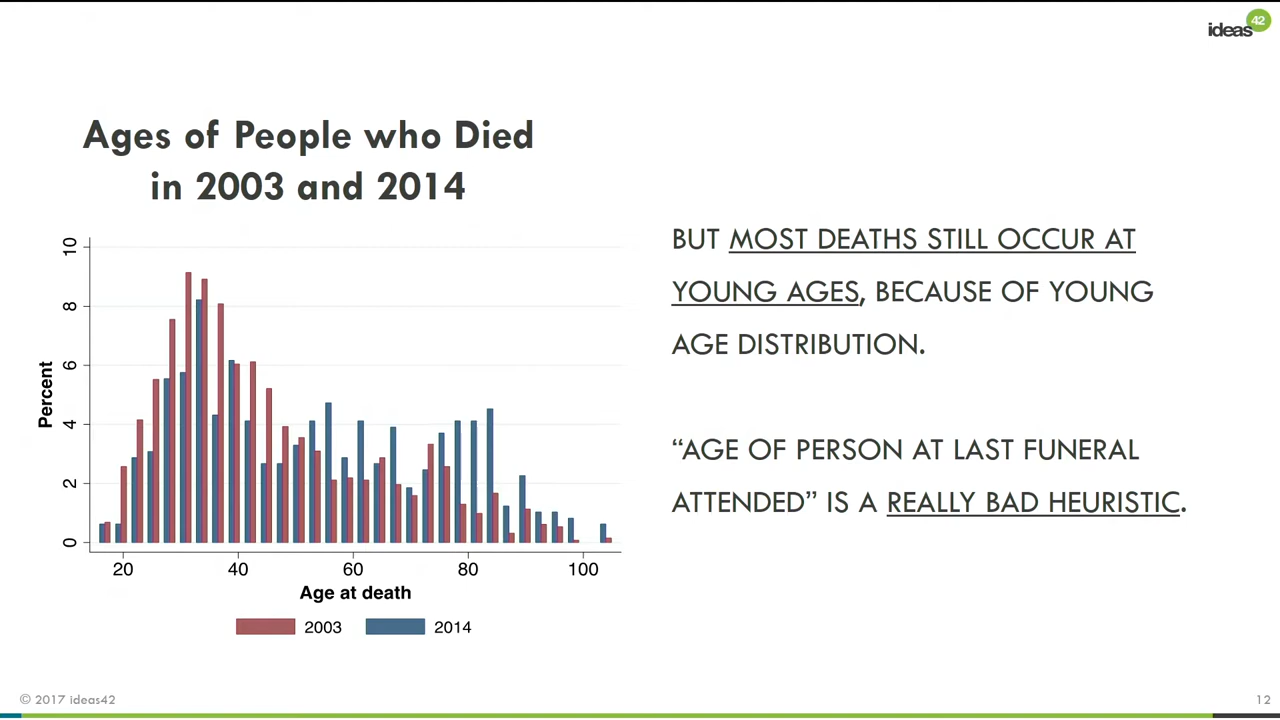 ideas42
Ages of People who Died
in 2003 and 2014
BUT MOST DEATHS STILL OCCUR AT
YOUNG AGES, BECAUSE OF YOUNG
AGE DISTRIBUTION.
“AGE OF PERSON AT LAST FUNERAL
ATTENDED” IS A REALLY BAD HEURISTIC.
Percent
10
8
6
4
2
0
20 40 60 80 100
Age at death
2003 2014
© 2017 ideas42
12